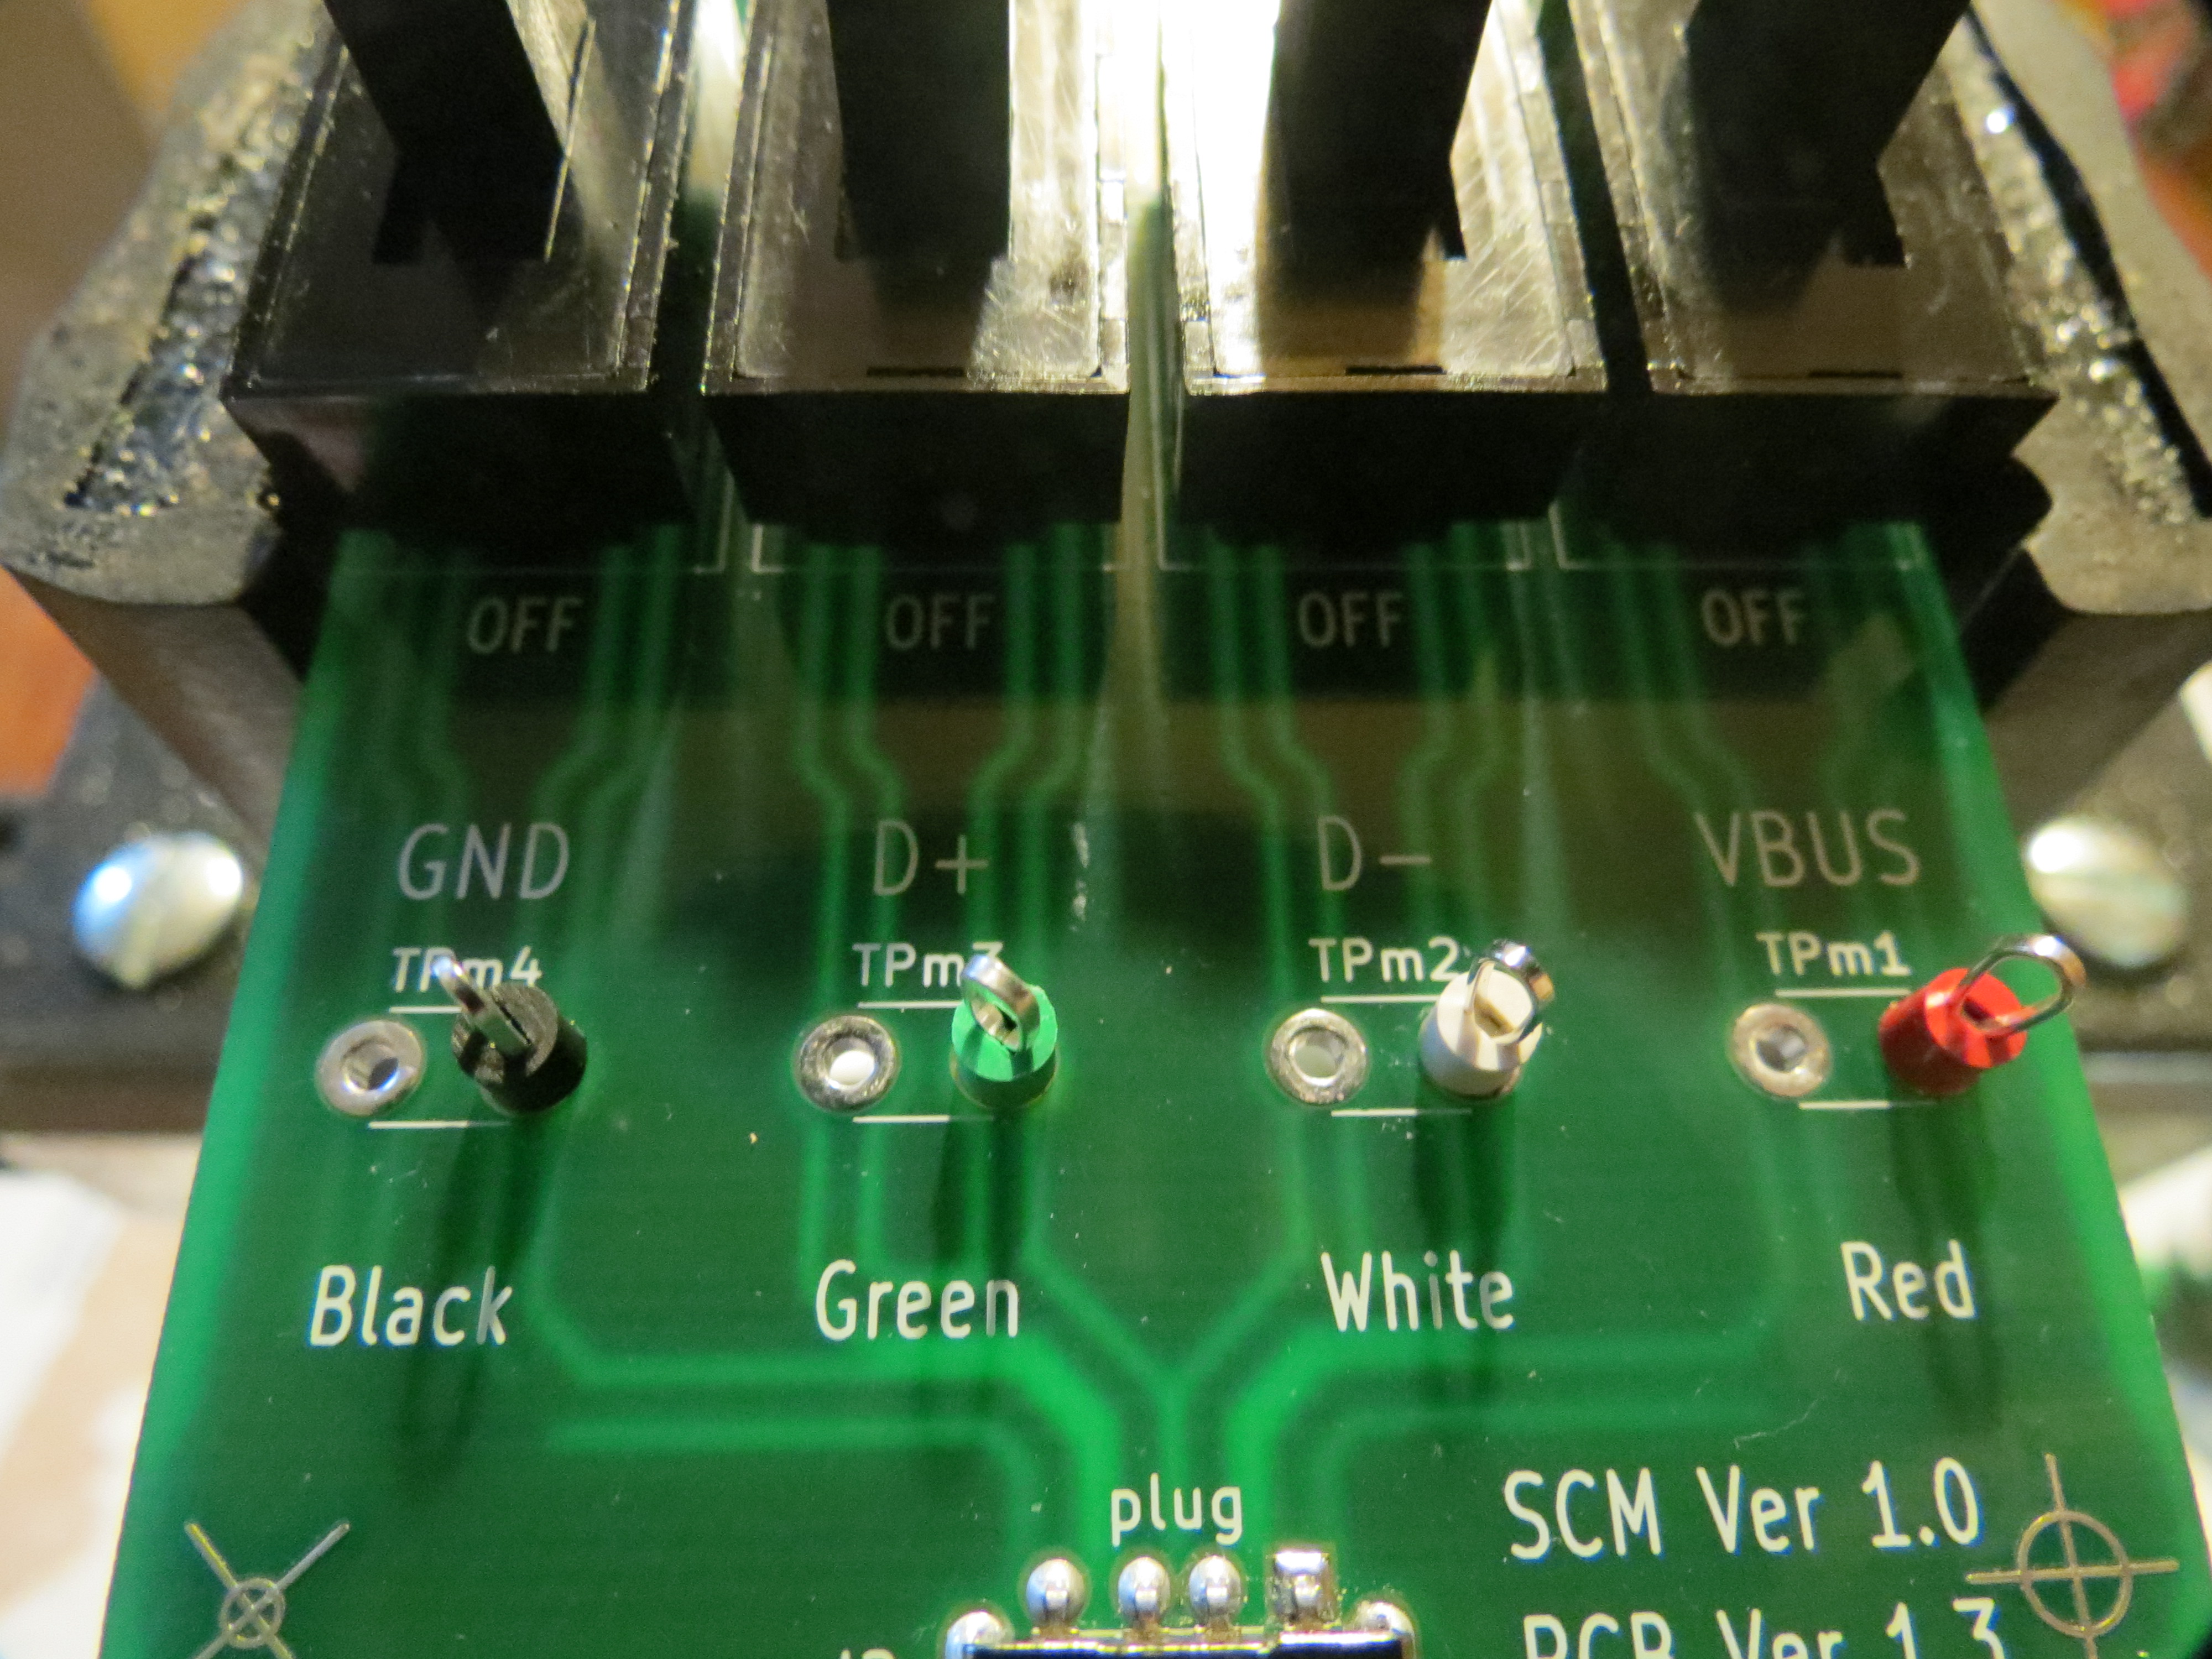 OFF OFF OFF OFF
GND D+ D- VBUS
TPm4 TPm3 TPm2 TPm1
Black Green White Red
plug
SCM Ver 1.0
PCB Ver 1.3